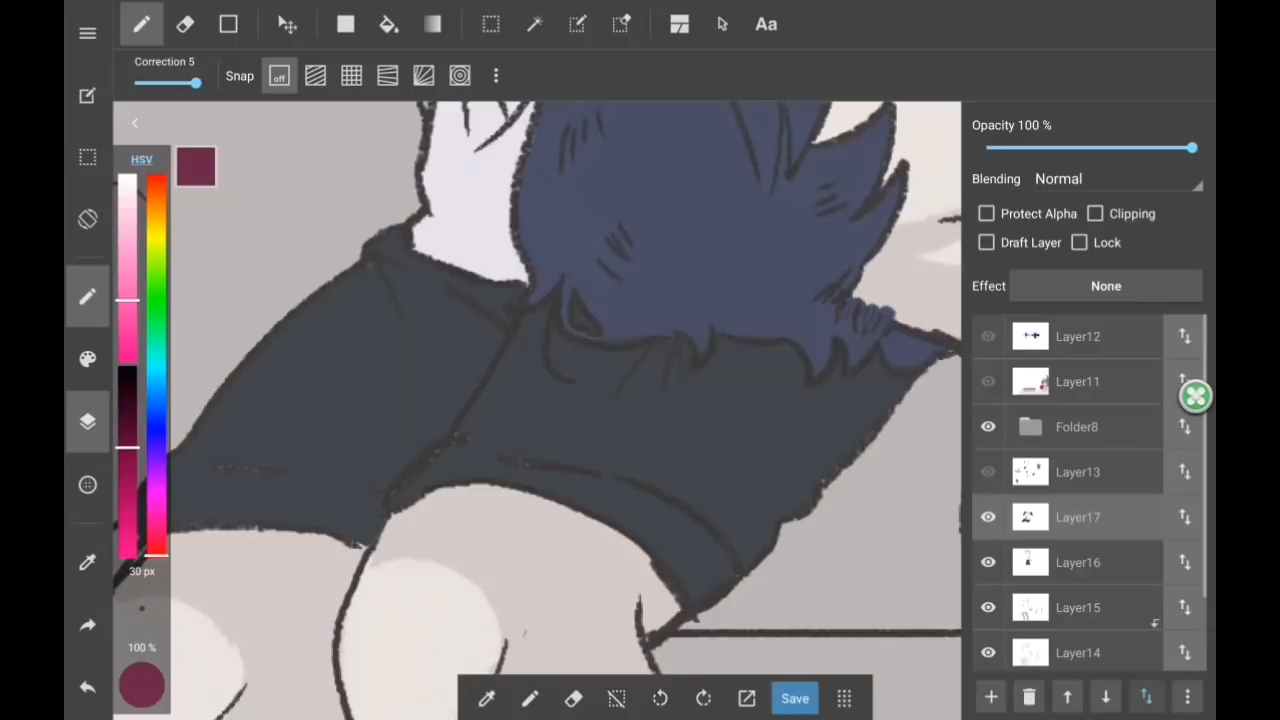 Aa
Correction 5
Snap
off
HSV
30 px
100 %
Save
Opacity 100 %
Blending Normal
Protect Alpha Clipping
Draft Layer Lock
Effect None
Layer12
Layer11
Folder8
Layer13
Layer17
Layer16
Layer15
Layer14